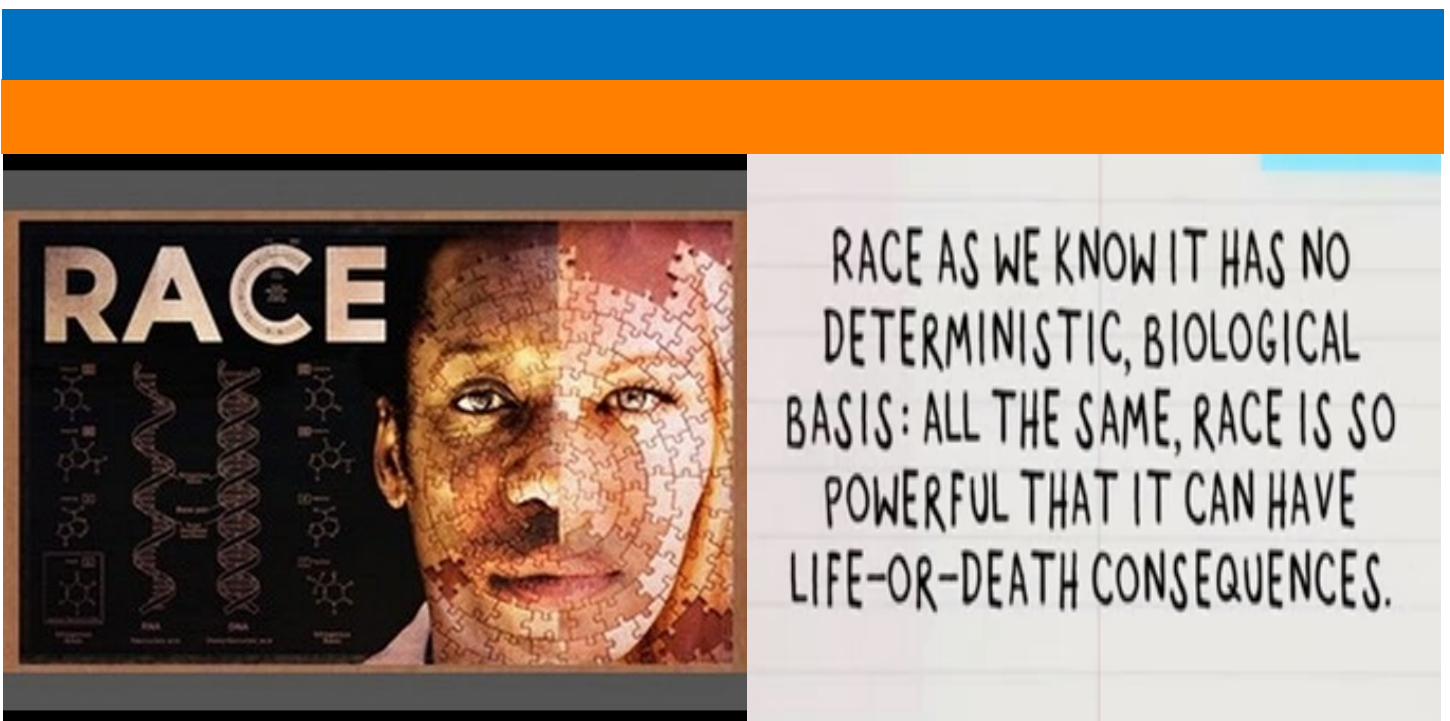 RACE
RNA
DNA
RACE AS WE KNOW IT HAS NO
DETERMINISTIC, BIOLOGICAL
BASIS: ALL THE SAME, RACE IS SO
POWERFUL THAT IT CAN HAVE
LIFE-OR-DEATH CONSEQUENCES.